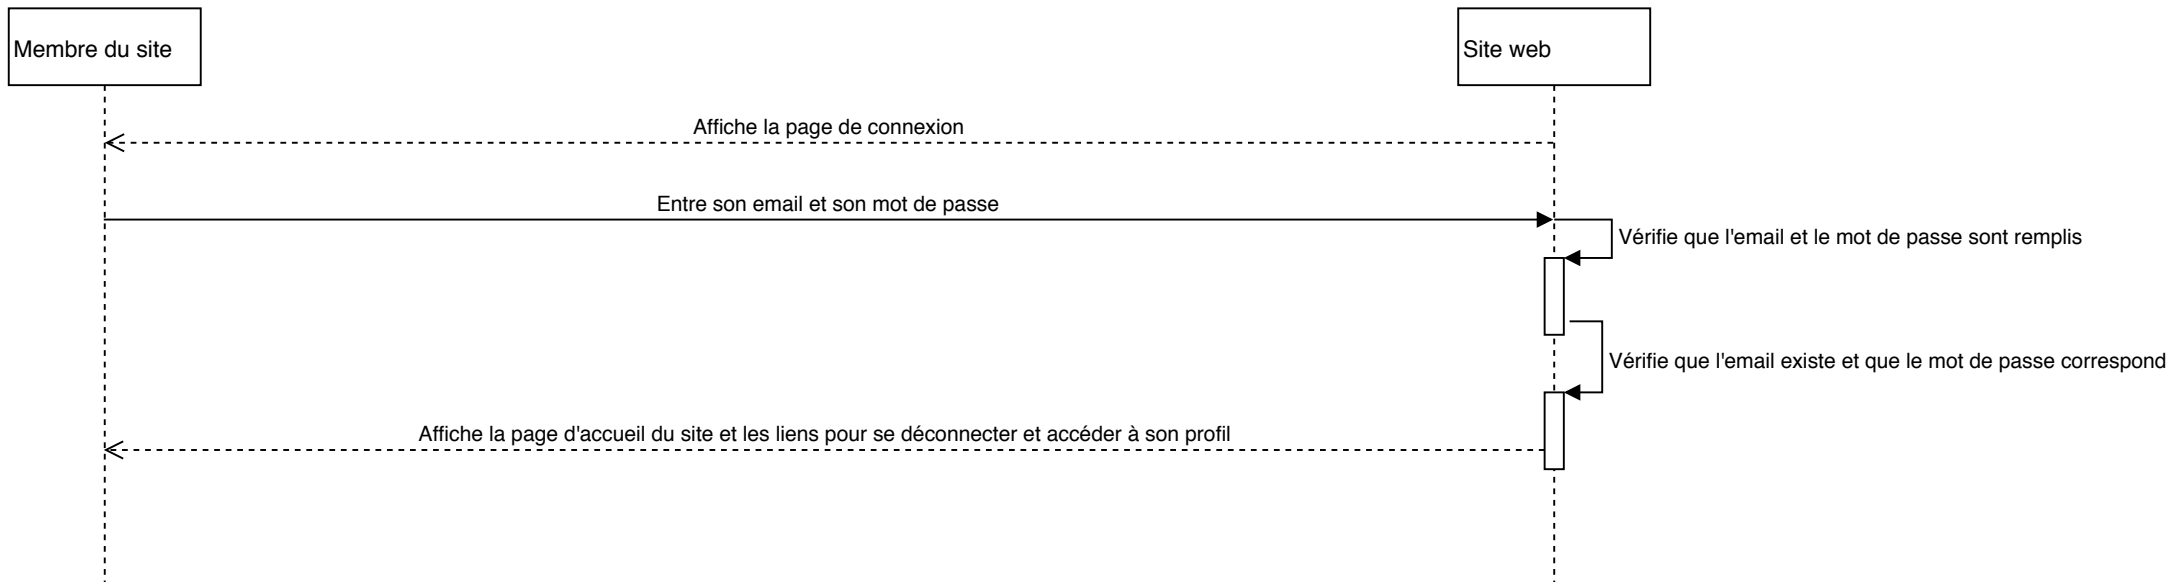 Membre du site
Site web
Affiche la page de connexion
Entre son email et son mot de passe
Vérifie que l'email et le mot de passe sont remplis
Vérifie que l'email existe et que le mot de passe correspond
Affiche la page d'accueil du site et les liens pour se déconnecter et accéder à son profil